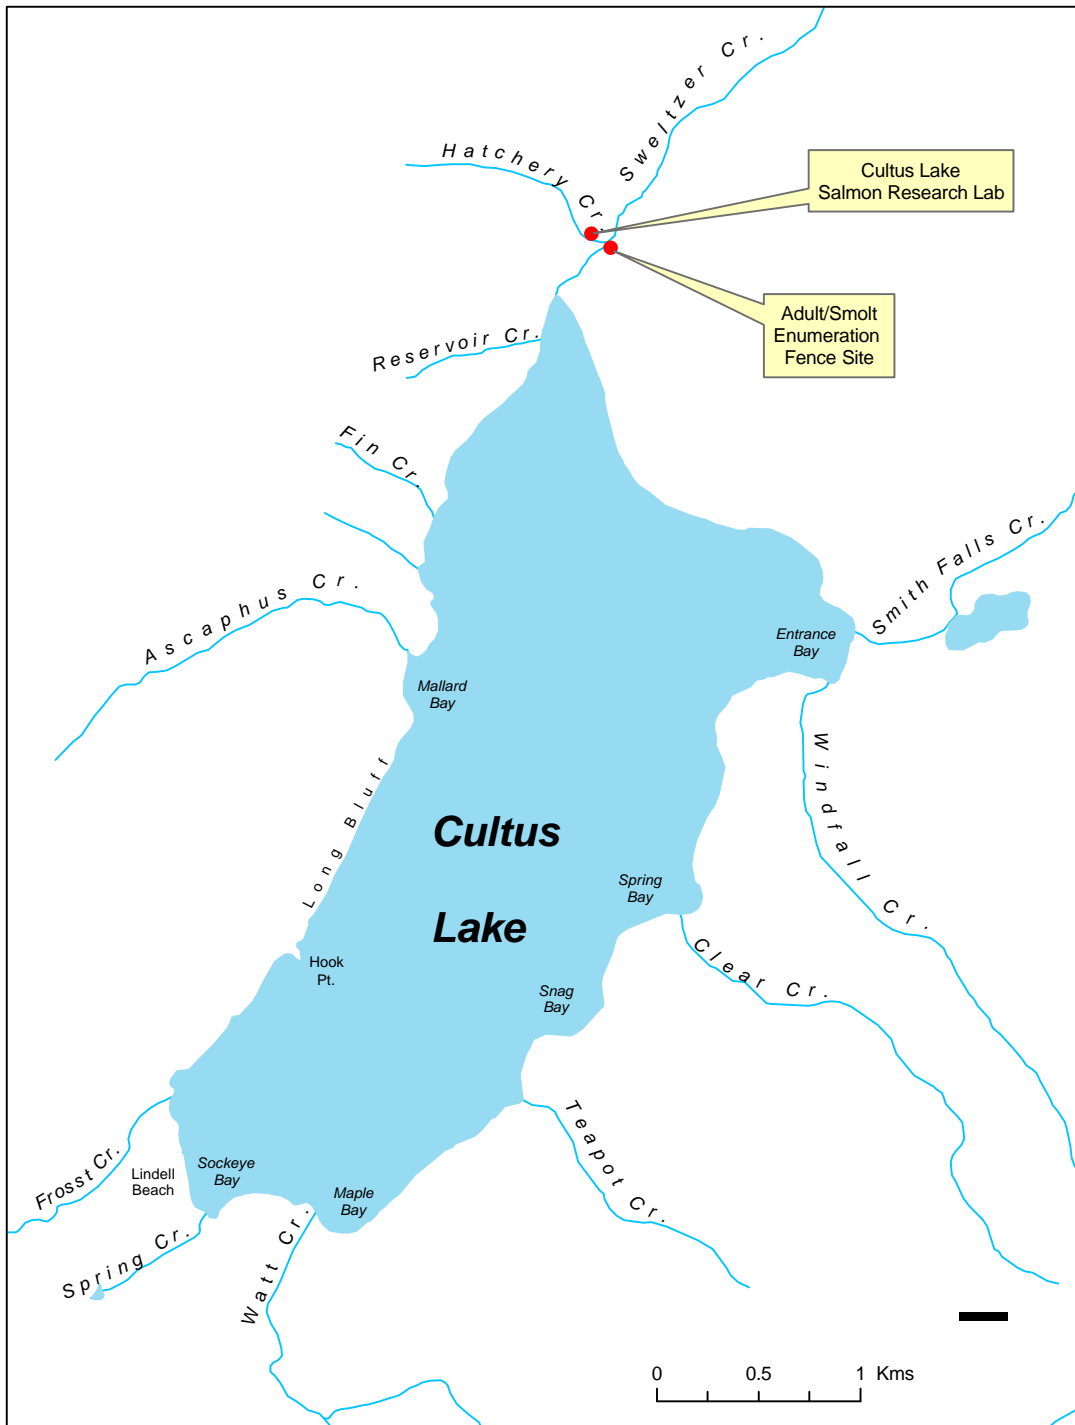 Sweltzer Cr.
Hatchery Cr.
Cultus Lake
Salmon Research Lab
Adult/Smolt
Enumeration
Fence Site
Reservoir Cr.
Fin Cr.
Smith Falls Cr.
Ascaphus Cr.
Entrance
Bay
Mallard
Bay
Windfall Cr.
Long Bluff
Cultus
Lake
Spring
Bay
Hook
Pt.
Clear Cr.
Snag
Bay
Teapot Cr.
Frosst Cr.
Lindell
Beach
Sockeye
Bay
Maple
Bay
Spring Cr.
Watt Cr.
0 0.5 1 Kms